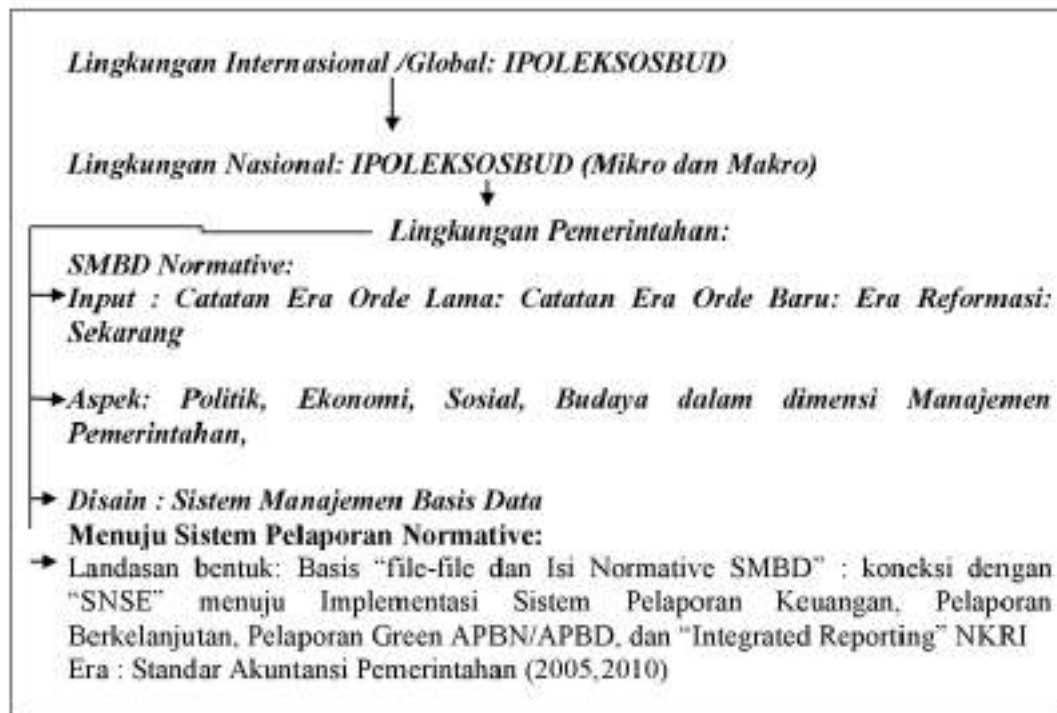 Lingkungan Internasional /Global: IPOLEKSOSBUD
Lingkungan Nasional: IPOLEKSOSBUD (Mikro dan Makro)
Lingkungan Pemerintahan:
SMBD Normative:
Input : Catatan Era Orde Lama: Catatan Era Orde Baru: Era Reformasi:
Sekarang
Aspek: Politik, Ekonomi, Sosial, Budaya dalam dimensi Manajemen
Pemerintahan,
Disain : Sistem Manajemen Basis Data
Menuju Sistem Pelaporan Normative:
Landasan bentuk: Basis “file-file dan Isi Normative SMBD” : koneksi dengan
“SNSE” menuju Implementasi Sistem Pelaporan Keuangan, Pelaporan
Berkelanjutan, Pelaporan Green APBN/APBD, dan “Integrated Reporting” NKRI
Era : Standar Akuntansi Pemerintahan (2005,2010)